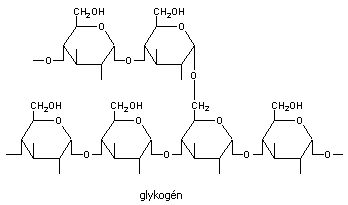 CH₂OH CH₂OH
O O
O O
O
CH₂OH CH₂OH CH₂ CH₂OH
O O O O
O O O O
glykogén